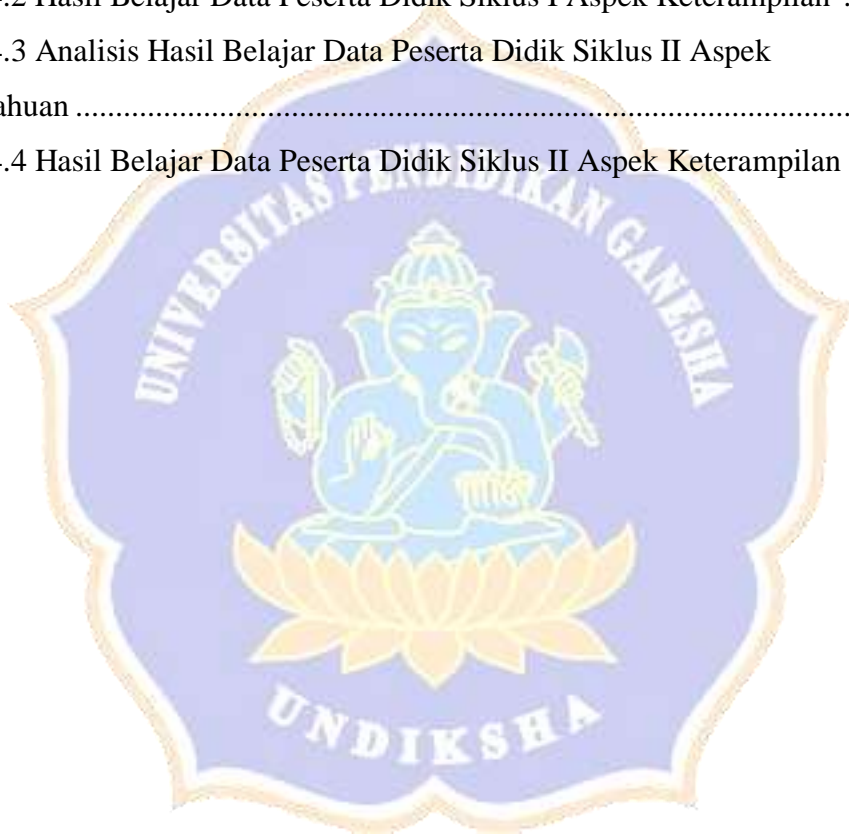 .2 Hasil Belajar Data Peserta Didik Siklus I Aspek Keterampilan .
.3 Analisis Hasil Belajar Data Peserta Didik Siklus II Aspek
ahuan ....................................................................................................
.4 Hasil Belajar Data Peserta Didik Siklus II Aspek Keterampilan
UNIVERSITAS PENDIDIKAN GANESHA
UNDIKSHA